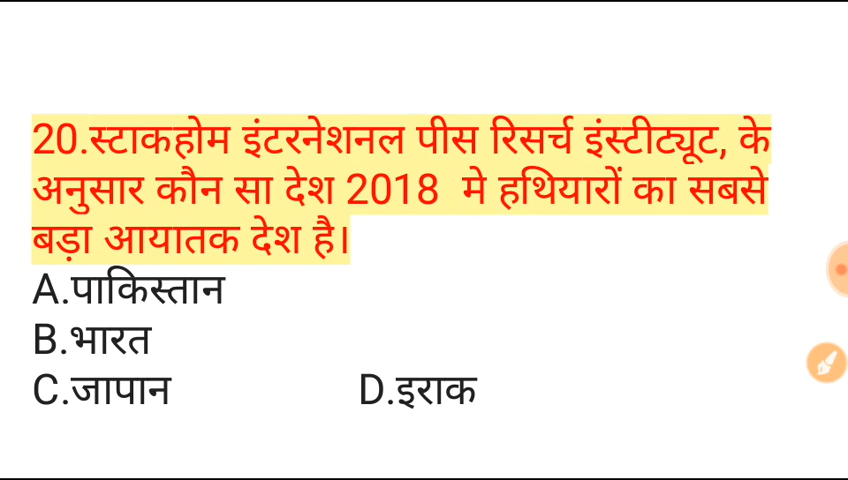 20.स्टाकहोम इंटरनेशनल पीस रिसर्च इंस्टीट्यूट, के
अनुसार कौन सा देश 2018 मे हथियारों का सबसे
बड़ा आयातक देश है।
A.पाकिस्तान
B.भारत
C.जापान D.इराक